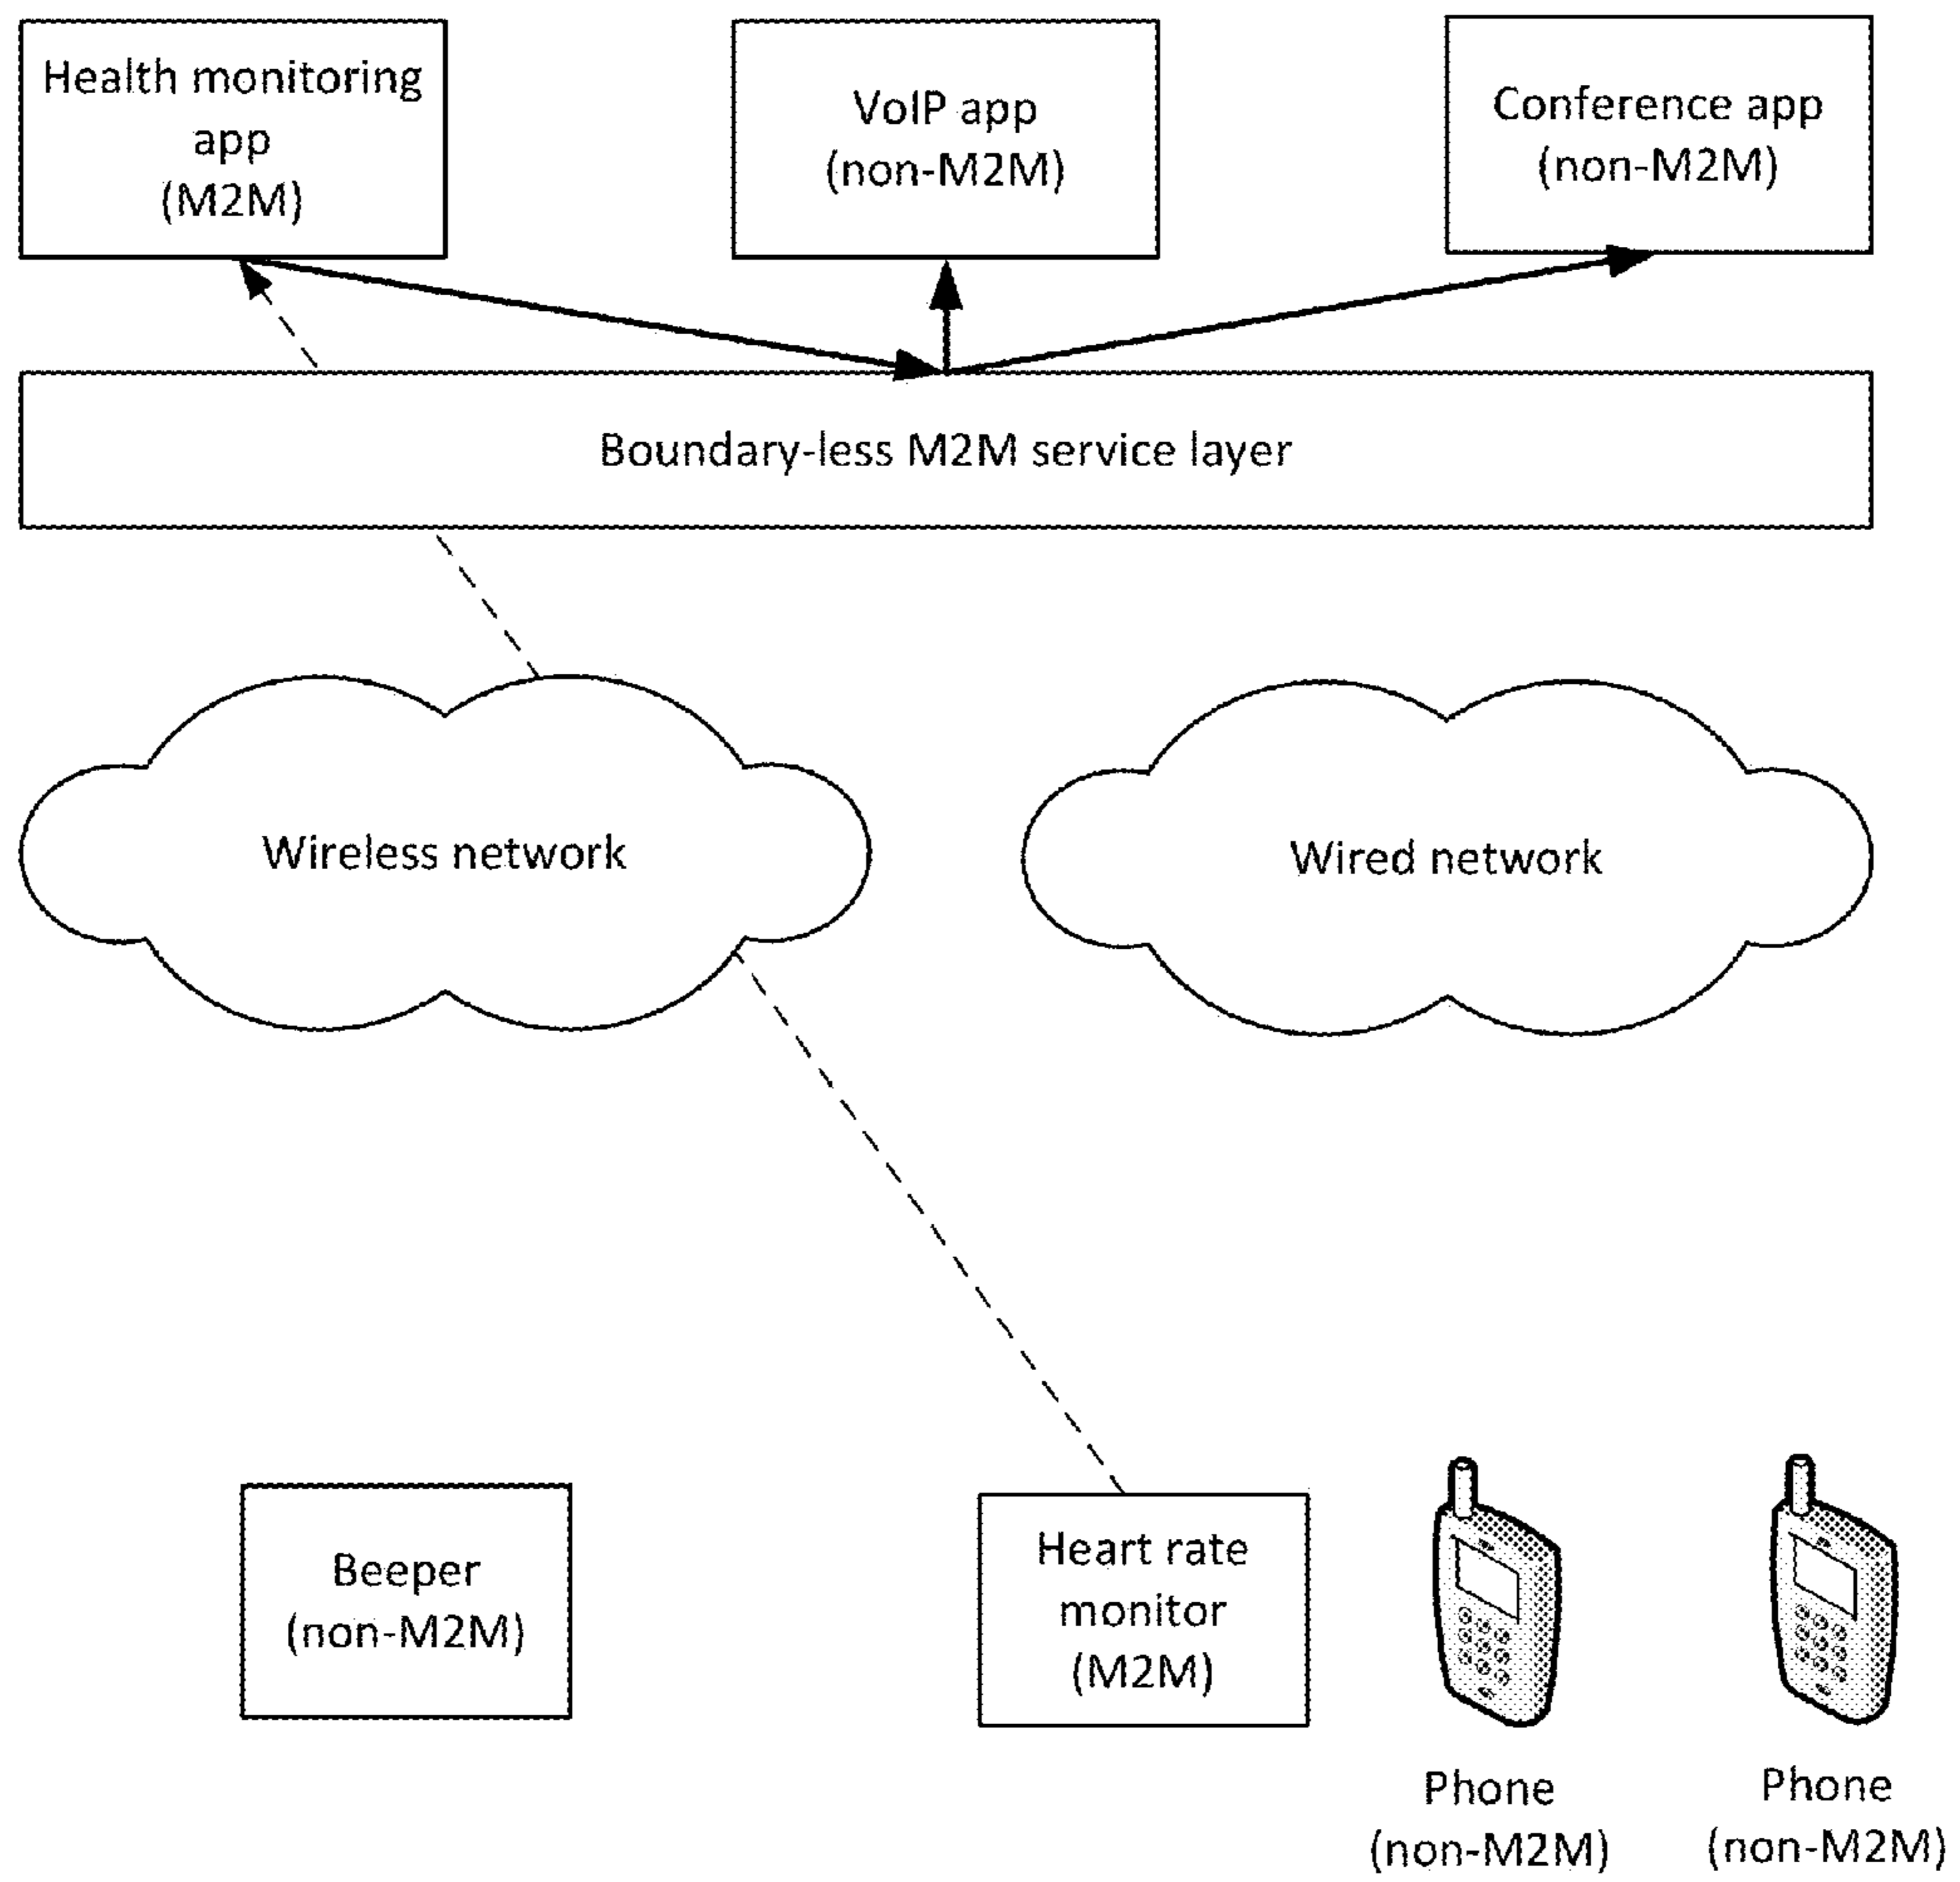 Health monitoring
app
(M2M)
VoIP app
(non-M2M)
Conference app
(non-M2M)
Boundary-less M2M service layer
Wireless network
Wired network
Beeper
(non-M2M)
Heart rate
monitor
(M2M)
Phone
(non-M2M)
Phone
(non-M2M)